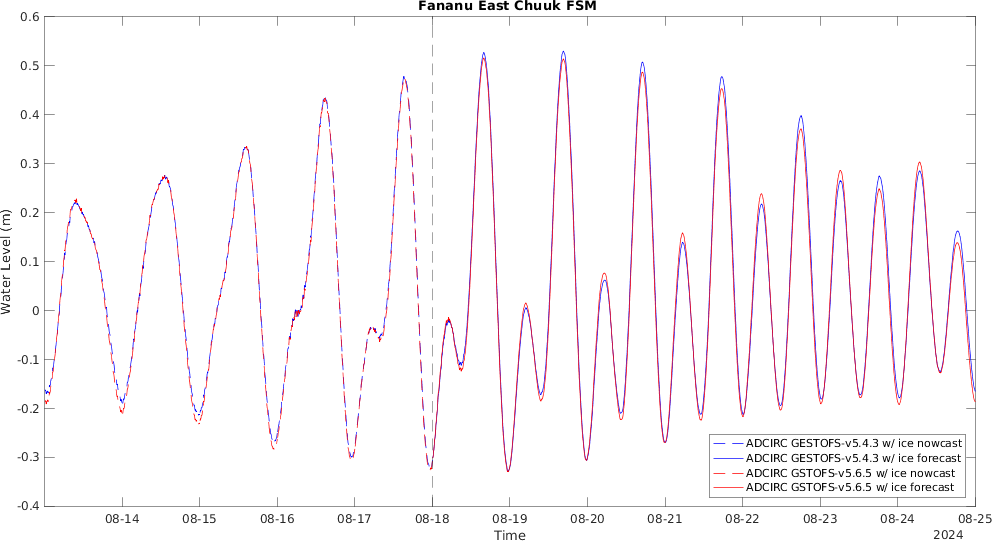 Fananu East Chuuk FSM
0.6
0.5
0.4
0.3
0.2
0.1
0
-0.1
-0.2
-0.3
-0.4
Water Level (m)
ADCIRC GESTOFS-v5.4.3 w/ ice nowcast
ADCIRC GESTOFS-v5.4.3 w/ ice forecast
ADCIRC GSTOFS-v5.6.5 w/ ice nowcast
ADCIRC GSTOFS-v5.6.5 w/ ice forecast
08-14 08-15 08-16 08-17 08-18 08-19 08-20 08-21 08-22 08-23 08-24 08-25
Time
2024